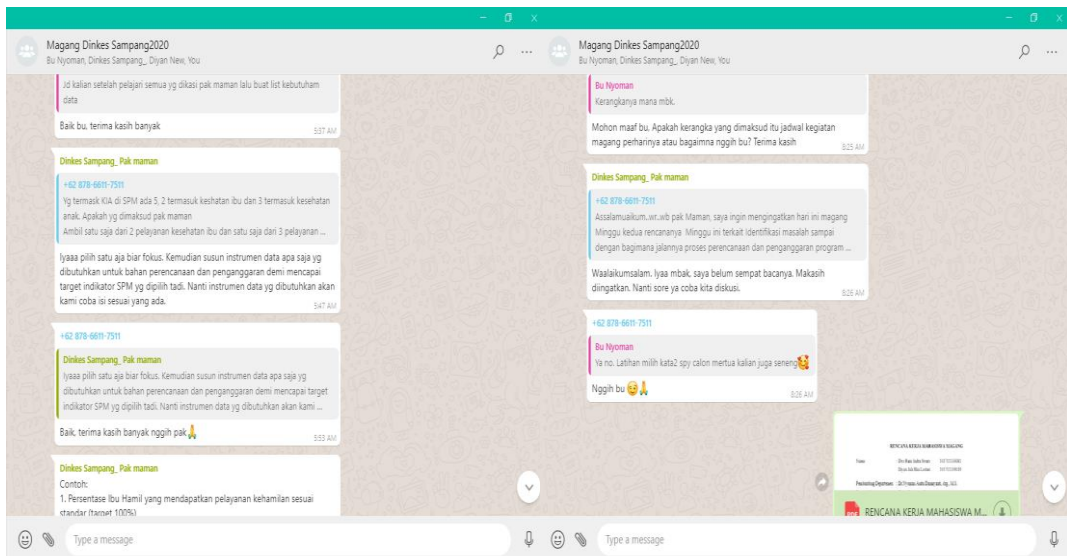 Magang Dinkes Sampang2020
Bu Nyoman, Dinkes Sampang_, Diyan New, You
Jd kalian setelah pelajari semua yg dikasi pak maman lalu buat list kebutuham
data
Baik bu, terima kasih banyak
5:37 AM
Dinkes Sampang_ Pak maman
+62 878-6611-7511
Yg termask KIA di SPM ada 5, 2 termasuk keshatan ibu dan 3 termasuk kesehatan
anak. Apakah yg dimaksud pak maman
Ambil satu saja dari 2 pelayanan kesehatan ibu dan satu saja dari 3 pelayanan ...
Iyaaa pilih satu aja biar fokus. Kemudian susun instrumen data apa saja yg
dibutuhkan untuk bahan perencanaan dan penganggaran demi mencapai
target indikator SPM yg dipilih tadi. Nanti instrumen data yg dibutuhkan akan
kami coba isi sesuai yang ada.
5:47 AM
+62 878-6611-7511
Dinkes Sampang_ Pak maman
Iyaaa pilih satu aja biar fokus. Kemudian susun instrumen data apa saja yg
dibutuhkan untuk bahan perencanaan dan penganggaran demi mencapai target
indikator SPM yg dipilih tadi. Nanti instrumen data yg dibutuhkan akan kami ...
Baik, terima kasih banyak nggih pak🙏
5:53 AM
Dinkes Sampang_ Pak maman
Contoh:
1. Persentase Ibu Hamil yang mendapatkan pelayanan kehamilan sesuai
standar (target 100%)
Type a message
Magang Dinkes Sampang2020
Bu Nyoman, Dinkes Sampang_, Diyan New, You
Bu Nyoman
Kerangkanya mana mbk.
Mohon maaf bu, Apakah kerangka yang dimaksud itu jadwal kegiatan
magang perharinya atau bagaimna nggih bu? Terima kasih
8:25 AM
Dinkes Sampang_ Pak maman
+62 878-6611-7511
Assalamuaikum..wr..wb pak Maman, saya ingin mengingatkan hari ini magang
Minggu kedua rencananya Minggu ini terkait Identifikasi masalah sampai
dengan bagimana jalannya proses perencanaan dan penganggaran program ...
Waalaikumsalam. Iyaa mbak, saya belum sempat bacanya. Makasih
diingatkan. Nanti sore ya coba kita diskusi.
8:26 AM
+62 878-6611-7511
Bu Nyoman
Ya no. Latihan milih kata2 spy calon mertua kalian juga seneng🥰
Nggih bu 😊🙏
8:26 AM
RENCANA KERJA MAHASISWA MAGANG
Nama
PDF RENCANA KERJA MAHASISWA M...
Type a message